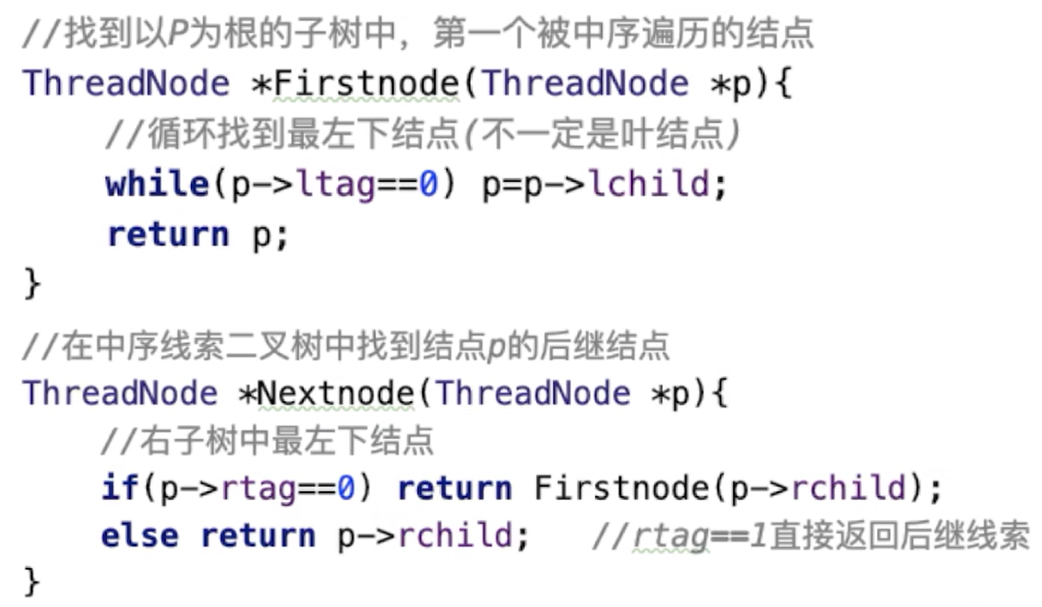 //找到以P为根的子树中，第一个被中序遍历的结点
ThreadNode *Firstnode(ThreadNode *p){
//循环找到最左下结点(不一定是叶结点)
while(p->ltag==0) p=p->lchild;
return p;
}
//在中序线索二叉树中找到结点p的后继结点
ThreadNode *Nextnode(ThreadNode *p){
//右子树中最左下结点
if(p->rtag==0) return Firstnode(p->rchild);
else return p->rchild; //rtag==1直接返回后继线索
}